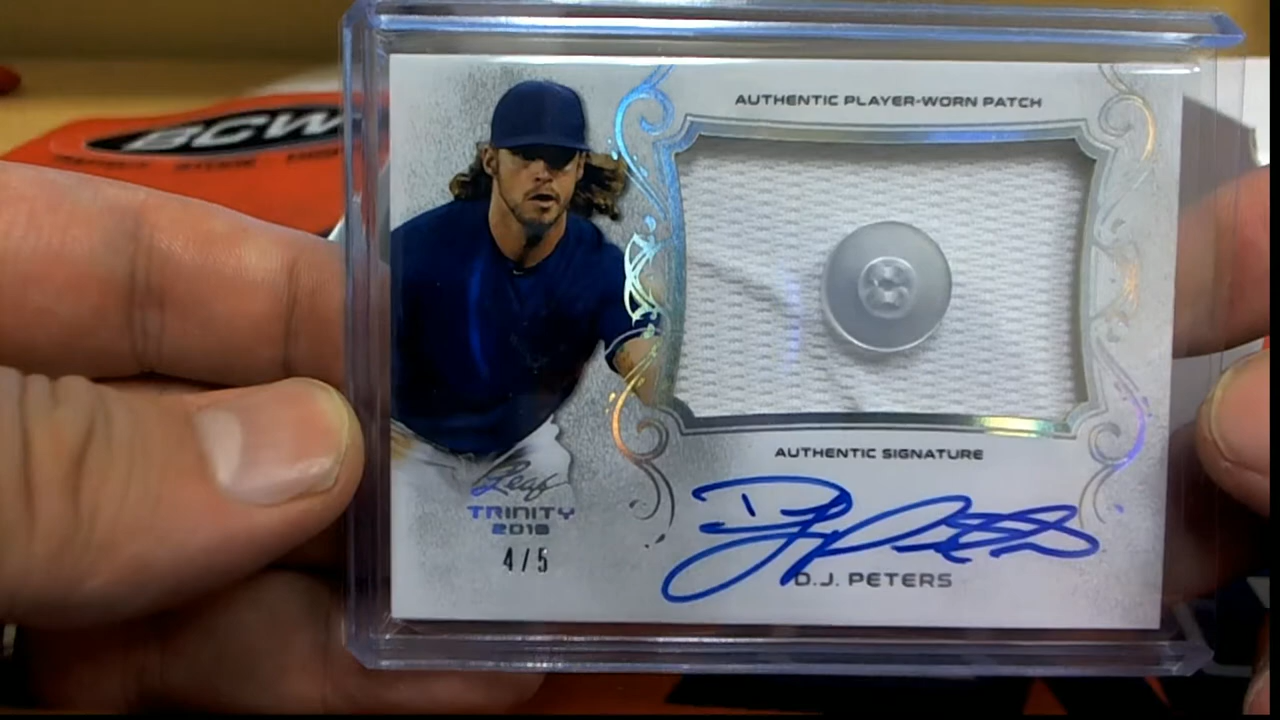 BCW
AUTHENTIC PLAYER-WORN PATCH
AUTHENTIC SIGNATURE
Leaf
TRINITY
2018
4/5
D.J. PETERS